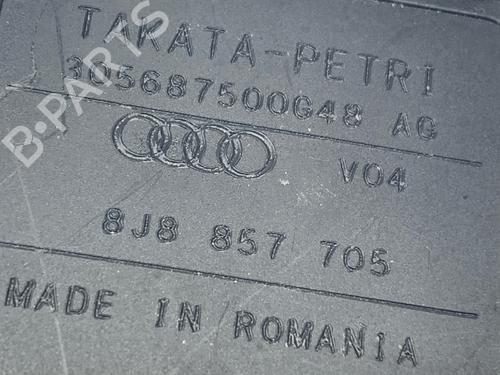 TAKATA-PETRI
305687500G48 AG
V04
8J8 857 705
MADE IN ROMANIA
B-PARTS